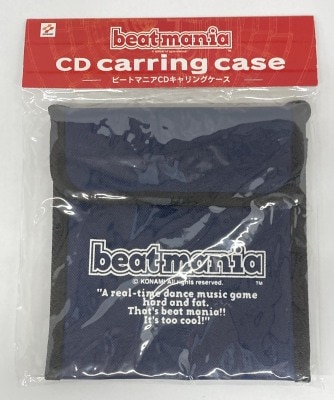 beatmania
CD carring case
ビートマニアCDキャリングケース
beatmania
© KONAMI All rights reserved. TM
"A real-time dance music game
hard and fat.
That's beat mania!!
It's too cool!"